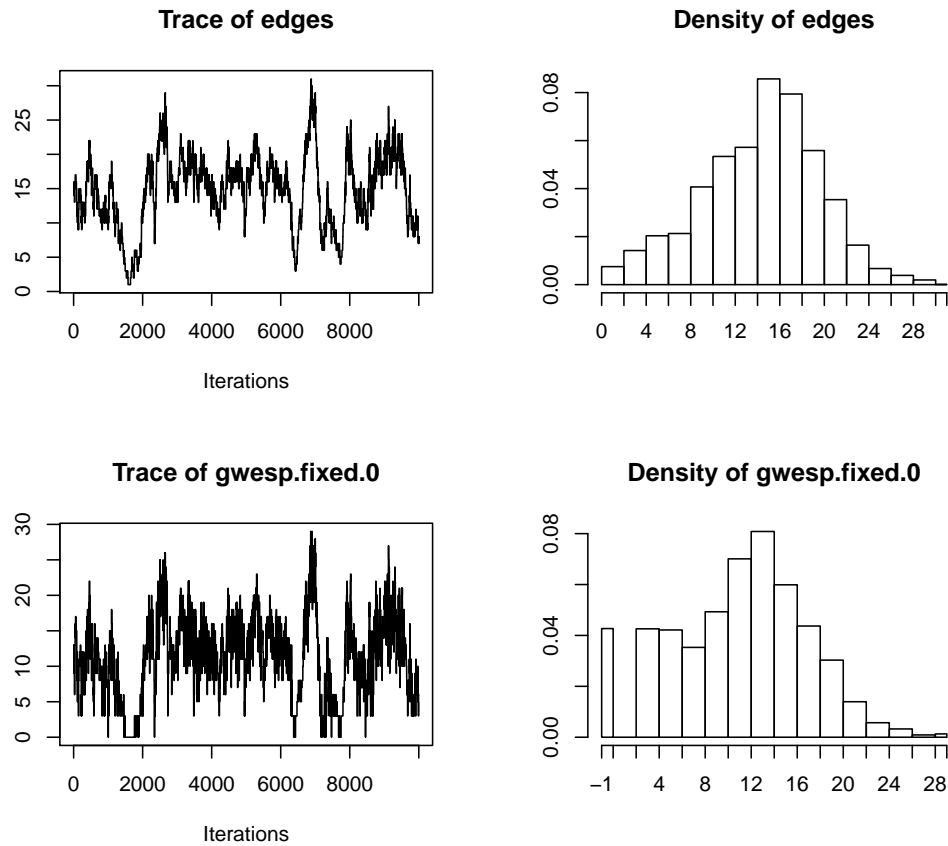 Trace of edges
Density of edges
25
15
5
0
0 2000 4000 6000 8000
Iterations
0.08
0.04
0.00
0 4 8 12 16 20 24 28
Trace of gwesp.fixed.0
Density of gwesp.fixed.0
30
20
10
5
0
0 2000 4000 6000 8000
Iterations
0.08
0.04
0.00
−1 4 8 12 16 20 24 28